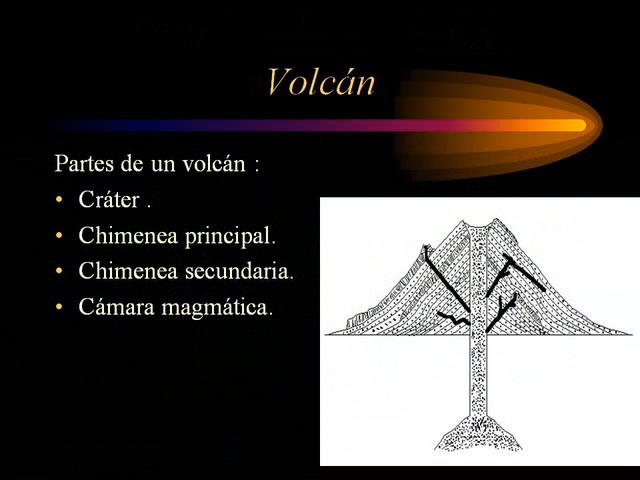 Volcán
Partes de un volcán :
• Cráter .
• Chimenea principal.
• Chimenea secundaria.
• Cámara magmática.